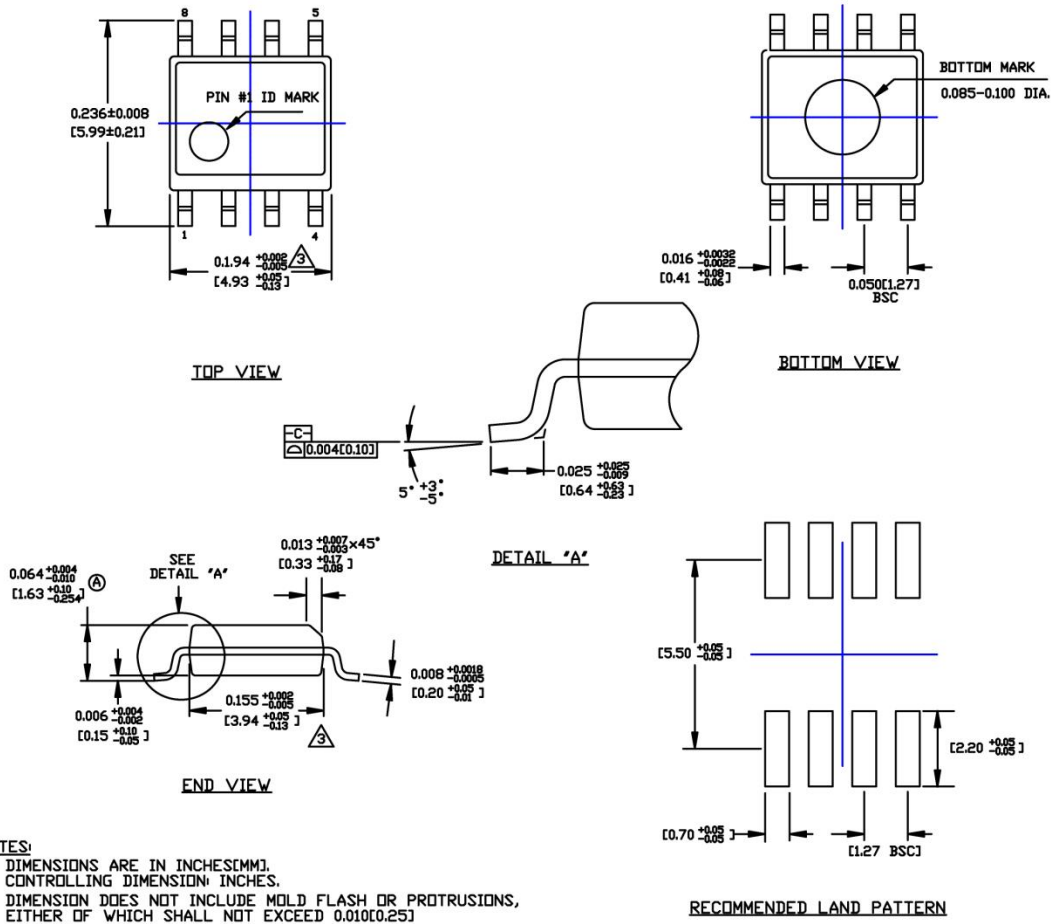 8
5
PIN #1 ID MARK
0.236±0.008
[5.99±0.21]
1
4
0.1.94 +0.002 -0.005
3
[4.93 +0.05 -0.13 ]
TOP VIEW
BOTTOM MARK
0.085-0.100 DIA.
0.016 +0.0032 -0.0022
[0.41 +0.08 -0.06 ]
0.050[1.27]
BSC
BOTTOM VIEW
-C-
0.004[0.10]
5° +3° -5°
0.025 +0.025 -0.009
[0.64 +0.63 -0.23 ]
DETAIL "A"
0.064 +0.004 -0.010
[1.63 +0.10 -0.254 ]
A
SEE
DETAIL "A"
0.013 +0.007 -0.003 ×45°
[0.33 +0.17 -0.08 ]
0.006 +0.004 -0.002
[0.15 +0.10 -0.05 ]
0.155 +0.002 -0.005
[3.94 +0.05 -0.13 ]
3
0.008 +0.0018 -0.0005
[0.20 +0.05 -0.01 ]
END VIEW
[5.50 +0.05 -0.05 ]
[2.20 +0.05 -0.05 ]
[0.70 +0.05 -0.05 ]
[1.27 BSC]
RECOMMENDED LAND PATTERN
TES:
DIMENSIONS ARE IN INCHES[MM].
CONTROLLING DIMENSION: INCHES.
DIMENSION DOES NOT INCLUDE MOLD FLASH OR PROTRUSIONS,
EITHER OF WHICH SHALL NOT EXCEED 0.010[0.25]